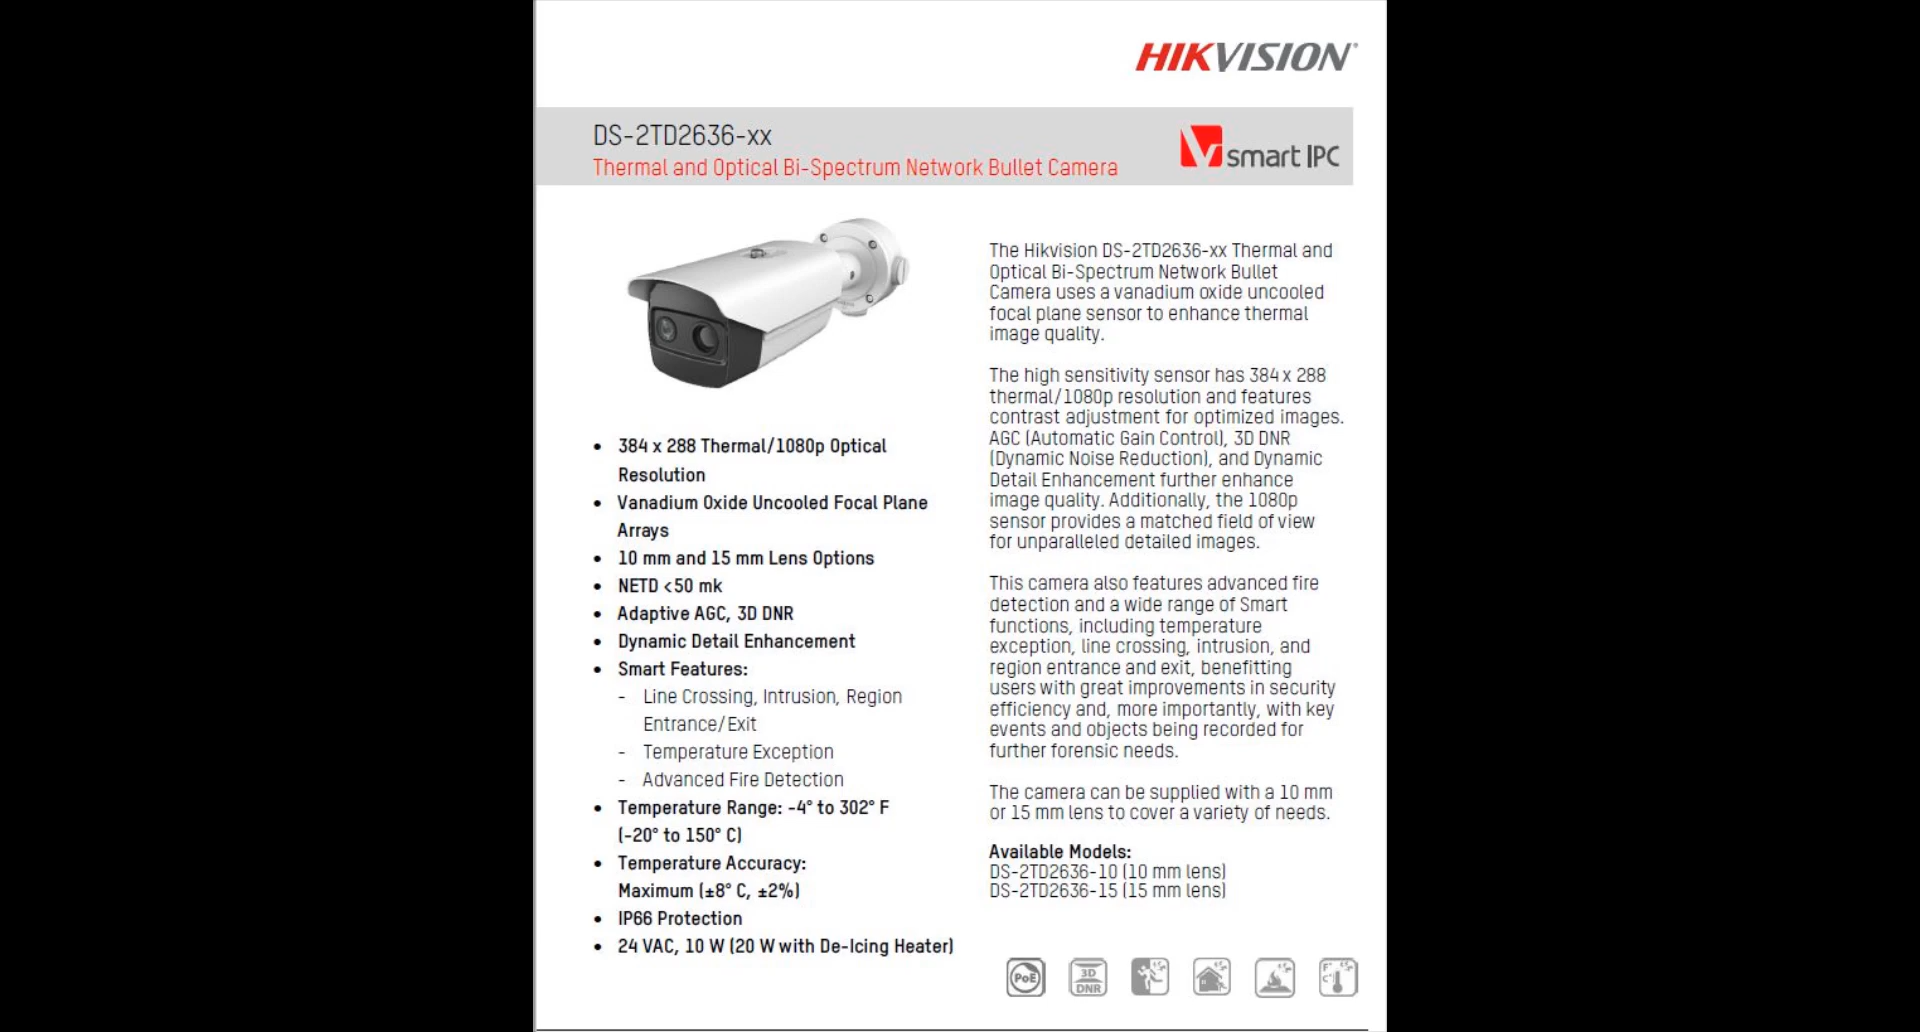 HIKVISION®
DS-2TD2636-xx
Thermal and Optical Bi-Spectrum Network Bullet Camera
smart IPC
• 384 x 288 Thermal/1080p Optical
Resolution
• Vanadium Oxide Uncooled Focal Plane
Arrays
• 10 mm and 15 mm Lens Options
• NETD <50 mk
• Adaptive AGC, 3D DNR
• Dynamic Detail Enhancement
• Smart Features:
- Line Crossing, Intrusion, Region
Entrance/Exit
- Temperature Exception
- Advanced Fire Detection
• Temperature Range: -4° to 302° F
(-20° to 150° C)
• Temperature Accuracy:
Maximum (±8° C, ±2%)
• IP66 Protection
• 24 VAC, 10 W (20 W with De-Icing Heater)
The Hikvision DS-2TD2636-xx Thermal and
Optical Bi-Spectrum Network Bullet
Camera uses a vanadium oxide uncooled
focal plane sensor to enhance thermal
image quality.
The high sensitivity sensor has 384 x 288
thermal/1080p resolution and features
contrast adjustment for optimized images.
AGC (Automatic Gain Control), 3D DNR
(Dynamic Noise Reduction), and Dynamic
Detail Enhancement further enhance
image quality. Additionally, the 1080p
sensor provides a matched field of view
for unparalleled detailed images.
This camera also features advanced fire
detection and a wide range of Smart
functions, including temperature
exception, line crossing, intrusion, and
region entrance and exit, benefitting
users with great improvements in security
efficiency and, more importantly, with key
events and objects being recorded for
further forensic needs.
The camera can be supplied with a 10 mm
or 15 mm lens to cover a variety of needs.
Available Models:
DS-2TD2636-10 (10 mm lens)
DS-2TD2636-15 (15 mm lens)
PoE
3D
DNR
F°
C°